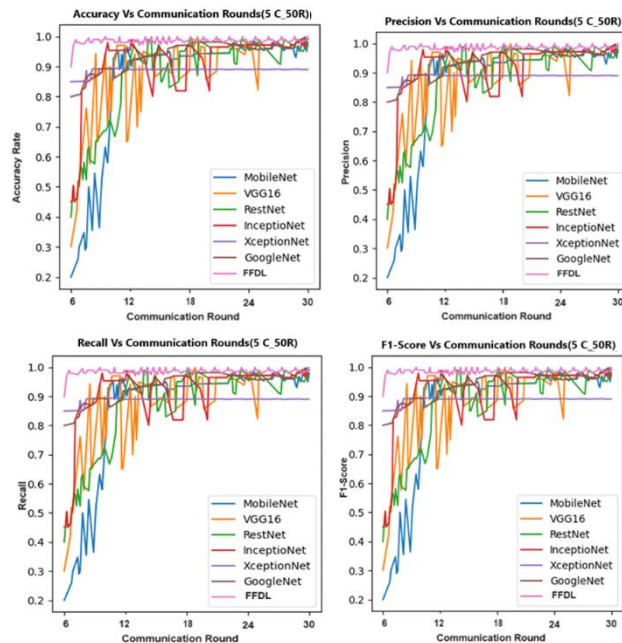 Accuracy Vs Communication Rounds(5 C_50R)
Accuracy Rate
1.0
0.9
0.8
0.7
0.6
0.5
0.4
0.3
0.2
MobileNet
VGG16
RestNet
InceptioNet
XceptionNet
GoogleNet
FFDL
6 12 18 24 30
Communication Round
Precision Vs Communication Rounds(5 C_50R)
Precision
1.0
0.9
0.8
0.7
0.6
0.5
0.4
0.3
0.2
MobileNet
VGG16
RestNet
InceptioNet
XceptionNet
GoogleNet
FFDL
6 12 18 24 30
Communication Round
Recall Vs Communication Rounds(5 C_50R)
Recall
1.0
0.9
0.8
0.7
0.6
0.5
0.4
0.3
0.2
MobileNet
VGG16
RestNet
InceptioNet
XceptionNet
GoogleNet
FFDL
6 12 18 24 30
Communication Round
F1-Score Vs Communication Rounds(5 C_50R)
F1-Score
1.0
0.9
0.8
0.7
0.6
0.5
0.4
0.3
0.2
MobileNet
VGG16
RestNet
InceptioNet
XceptionNet
GoogleNet
FFDL
6 12 18 24 30
Communication Round